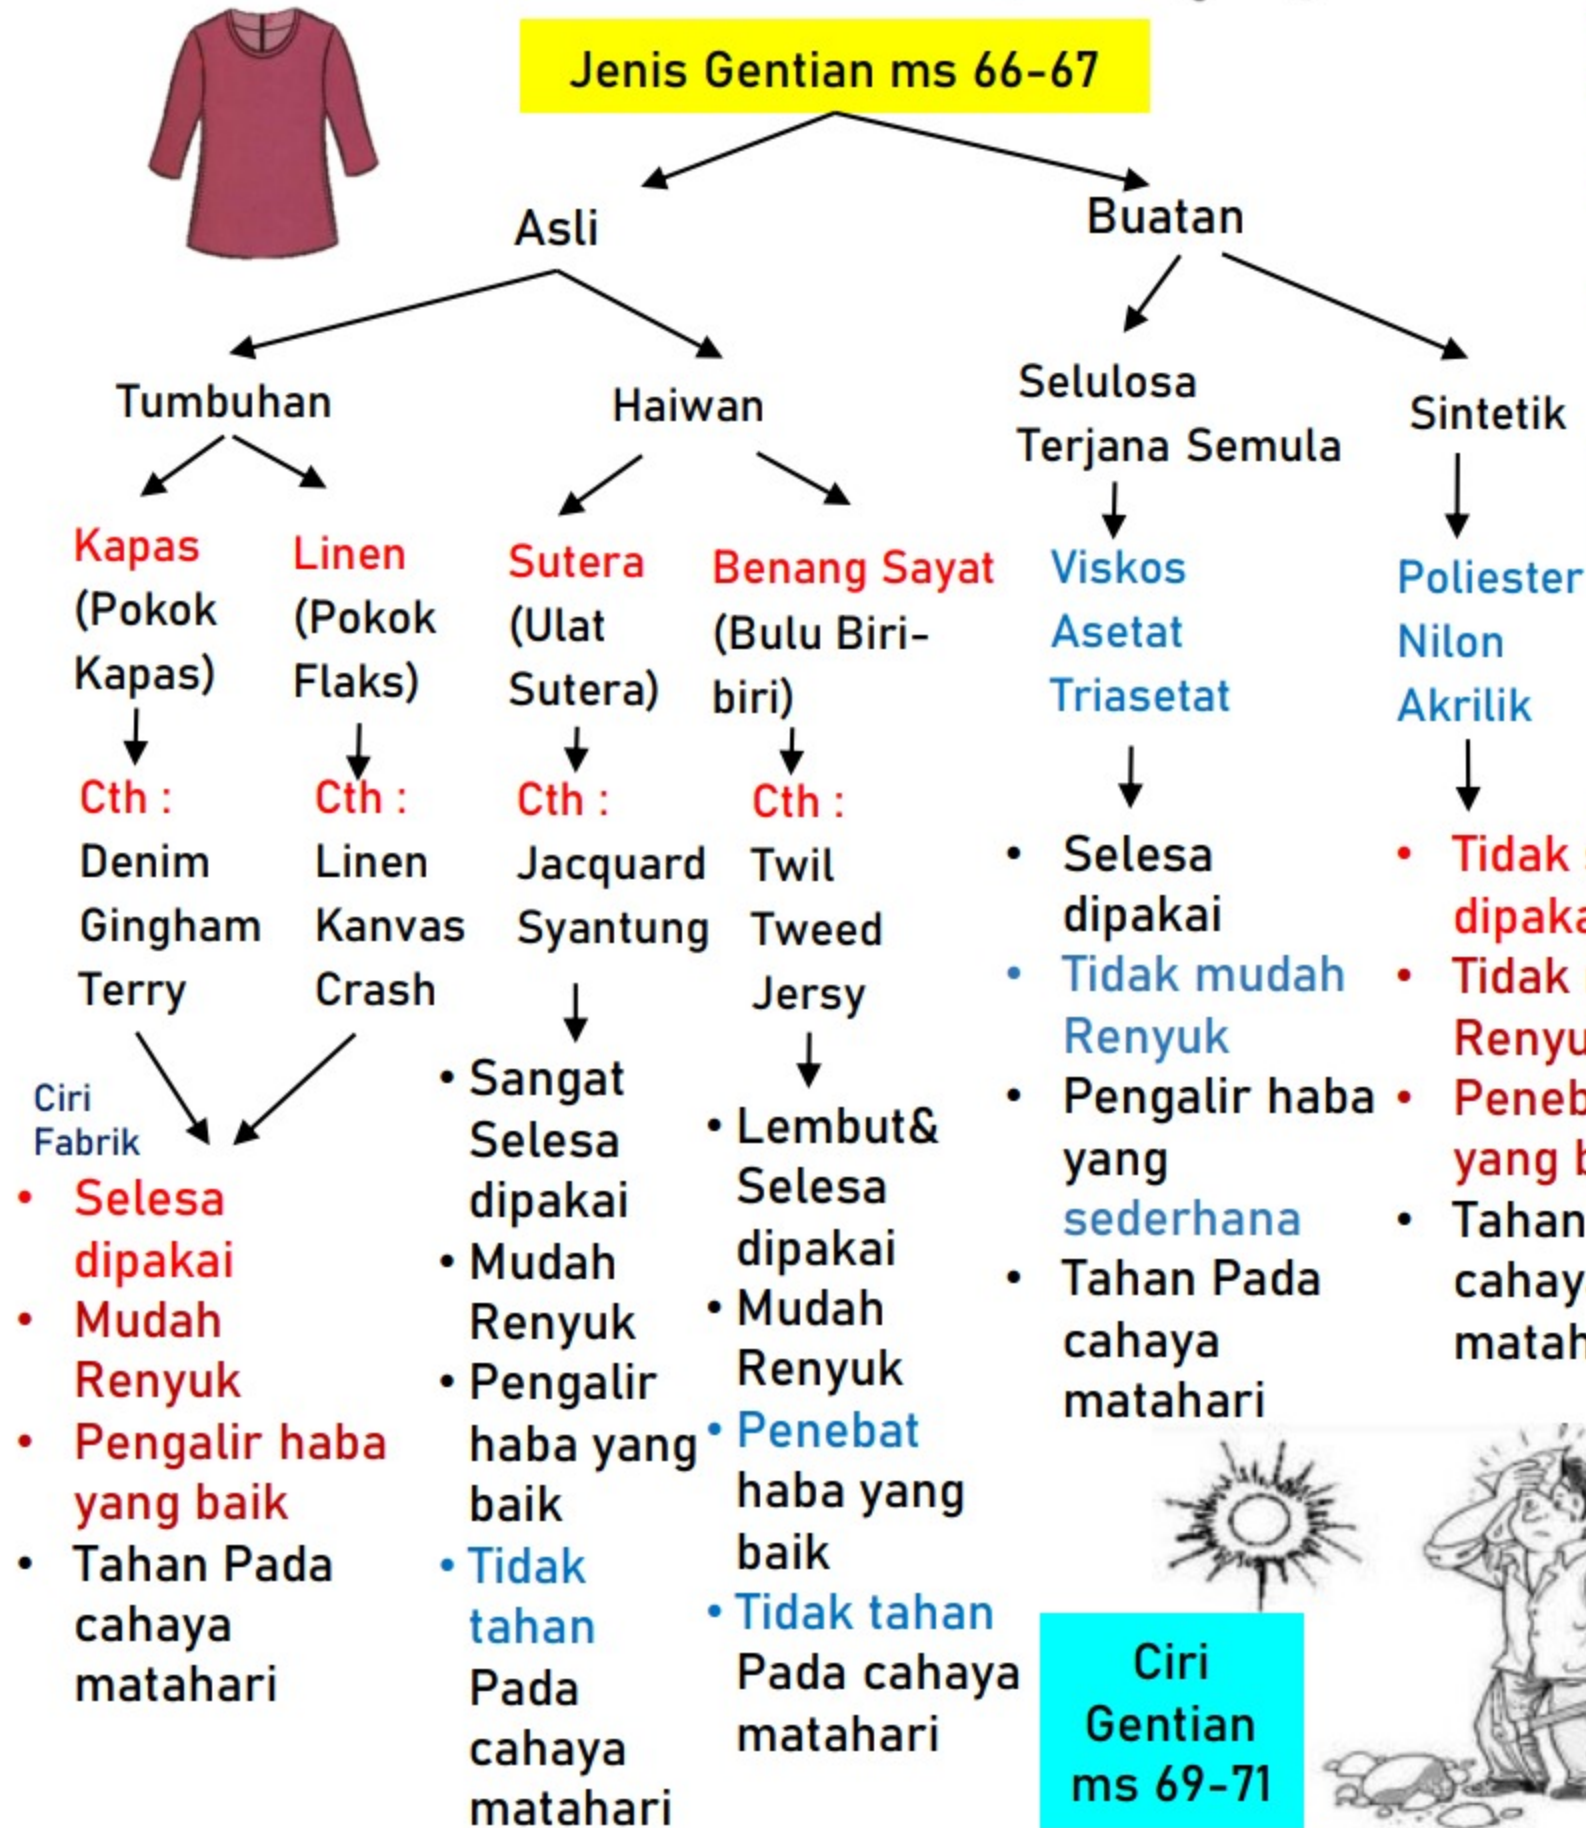 Jenis Gentian ms 66-67
Asli
Buatan
Tumbuhan
Haiwan
Selulosa
Terjana Semula
Sintetik
Kapas
(Pokok
Kapas)
Linen
(Pokok
Flaks)
Sutera
(Ulat
Sutera)
Benang Sayat
(Bulu Biri-
biri)
Viskos
Asetat
Triasetat
Poliester
Nilon
Akrilik
Cth :
Denim
Gingham
Terry
Cth :
Linen
Kanvas
Crash
Cth :
Jacquard
Syantung
Cth :
Twil
Tweed
Jersy
Ciri
Fabrik
• Selesa
dipakai
• Mudah
Renyuk
• Pengalir haba
yang baik
• Tahan Pada
cahaya
matahari
• Sangat
Selesa
dipakai
• Mudah
Renyuk
• Pengalir
haba yang
baik
• Tidak
tahan
Pada
cahaya
matahari
• Lembut&
Selesa
dipakai
• Mudah
Renyuk
• Penebat
haba yang
baik
• Tidak tahan
Pada cahaya
matahari
• Selesa
dipakai
• Tidak mudah
Renyuk
• Pengalir haba
yang
sederhana
• Tahan Pada
cahaya
matahari
• Tidak
• Tidak
yang
• Tahan
Ciri
Gentian
ms 69-71